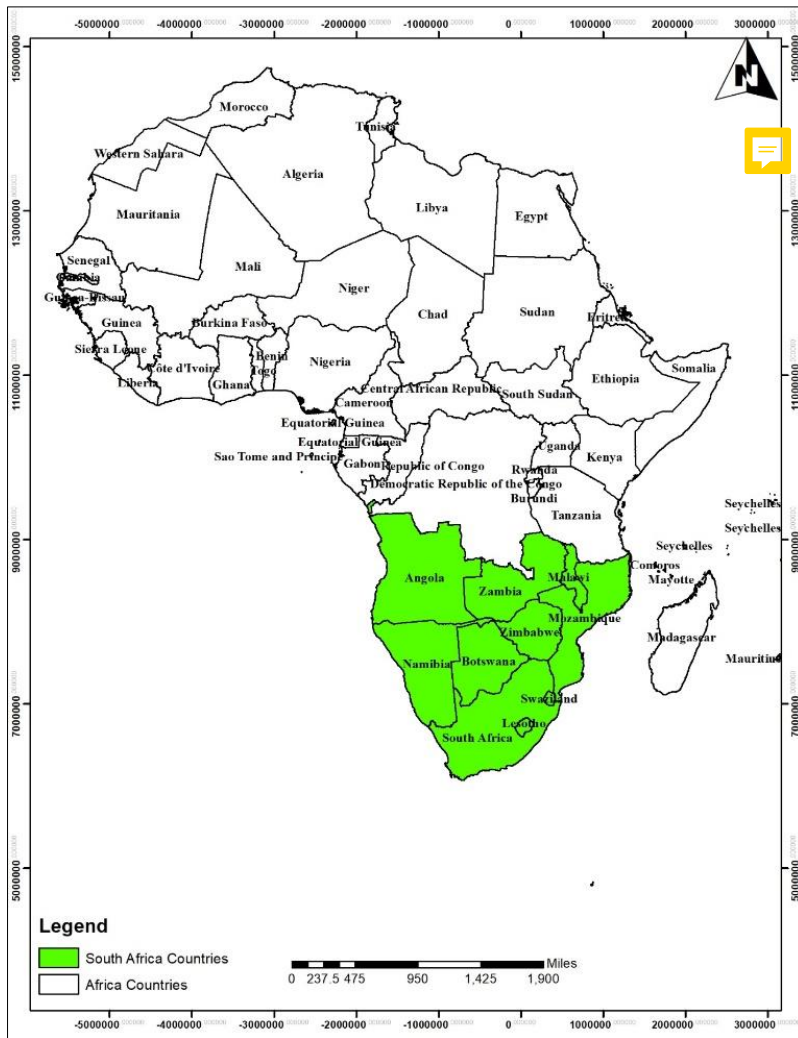 -5000000 -4000000 -3000000 -2000000 -1000000 0 1000000 2000000 3000000
15000000
13000000
11000000
9000000
7000000
5000000
15000000
13000000
11000000
9000000
7000000
5000000
N
Morocco
Tunisia
Western Sahara
Algeria
Libya
Egypt
Mauritania
Senegal
Mali
Niger
Chad
Sudan
Eritrea
Guinea
Burkina Faso
Sierra Leone
Côte d'Ivoire
Benin
Togo
Nigeria
Somalia
Liberia
Ghana
Central African Republic
South Sudan
Ethiopia
Cameroon
Equatorial Guinea
Equatorial Guinea
Uganda
Kenya
Sao Tome and Principe
Gabon
Republic of Congo
Rwanda
Democratic Republic of the Congo
Burundi
Tanzania
Seychelles
Seychelles
Seychelles
Comoros
Mayotte
Angola
Zambia
Malawi
Mozambique
Zimbabwe
Madagascar
Namibia
Botswana
Mauritius
Swaziland
Lesotho
South Africa
Legend
South Africa Countries
Africa Countries
Miles
0 237.5 475 950 1,425 1,900
-5000000 -4000000 -3000000 -2000000 -1000000 0 1000000 2000000 3000000